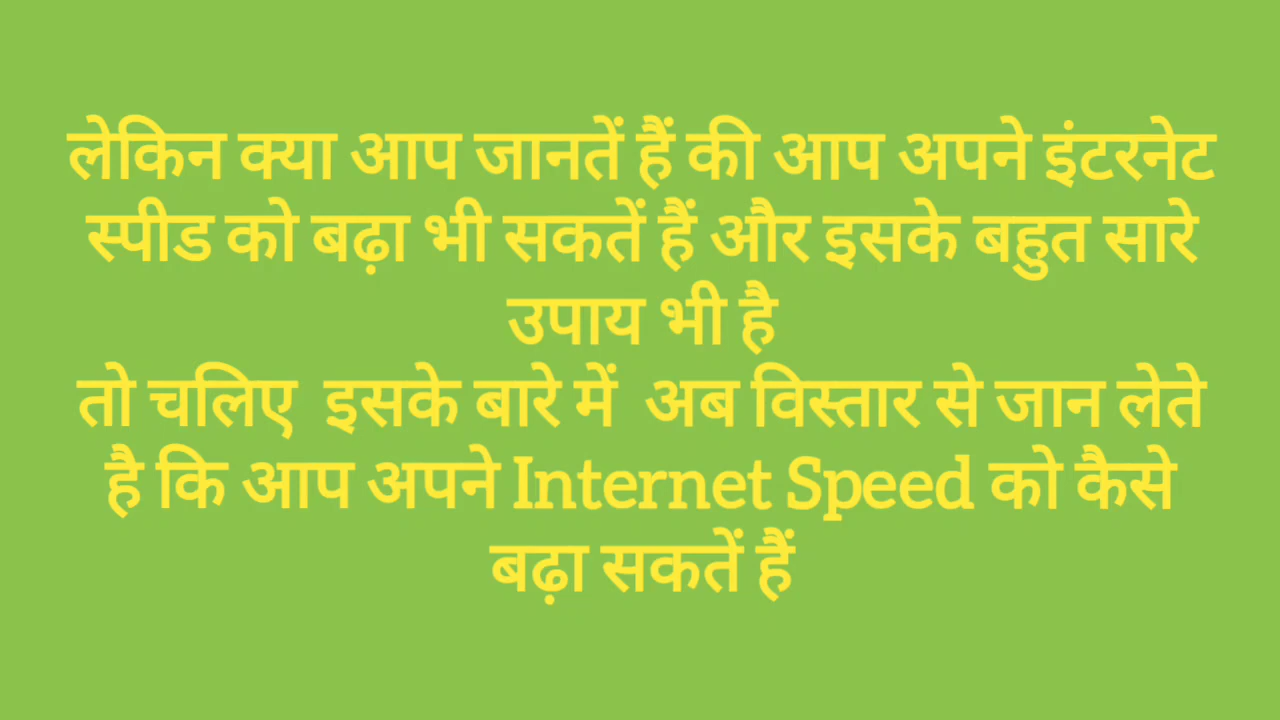 लेकिन क्या आप जानतें हैं की आप अपने इंटरनेट
स्पीड को बढ़ा भी सकतें हैं और इसके बहुत सारे
उपाय भी है
तो चलिए इसके बारे में अब विस्तार से जान लेते
है कि आप अपने Internet Speed को कैसे
बढ़ा सकतें हैं